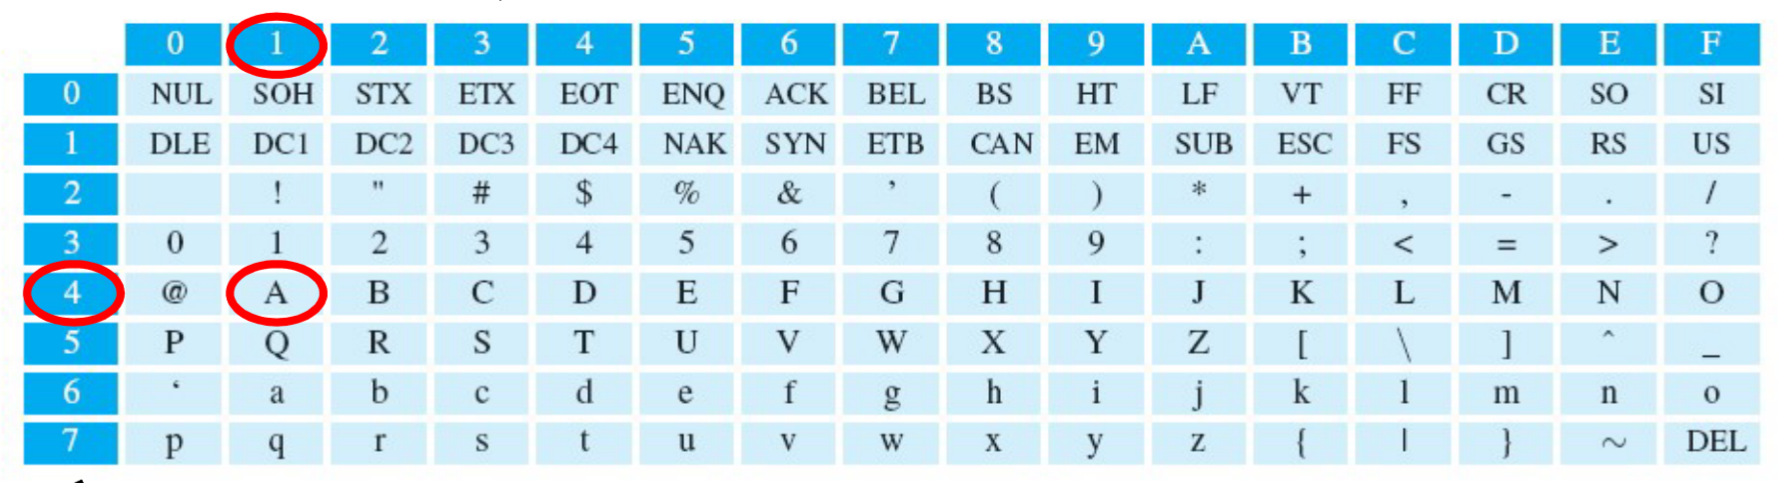 0 1 2 3 4 5 6 7 8 9 A B C D E F
0 NUL SOH STX ETX EOT ENQ ACK BEL BS HT LF VT FF CR SO SI
1 DLE DC1 DC2 DC3 DC4 NAK SYN ETB CAN EM SUB ESC FS GS RS US
2 ! " # $ % & ’ ( ) * + , - . /
3 0 1 2 3 4 5 6 7 8 9 : ; < = > ?
4 @ A B C D E F G H I J K L M N O
5 P Q R S T U V W X Y Z [ \ ] ^ _
6 ‘ a b c d e f g h i j k l m n o
7 p q r s t u v w x y z { | } ~ DEL